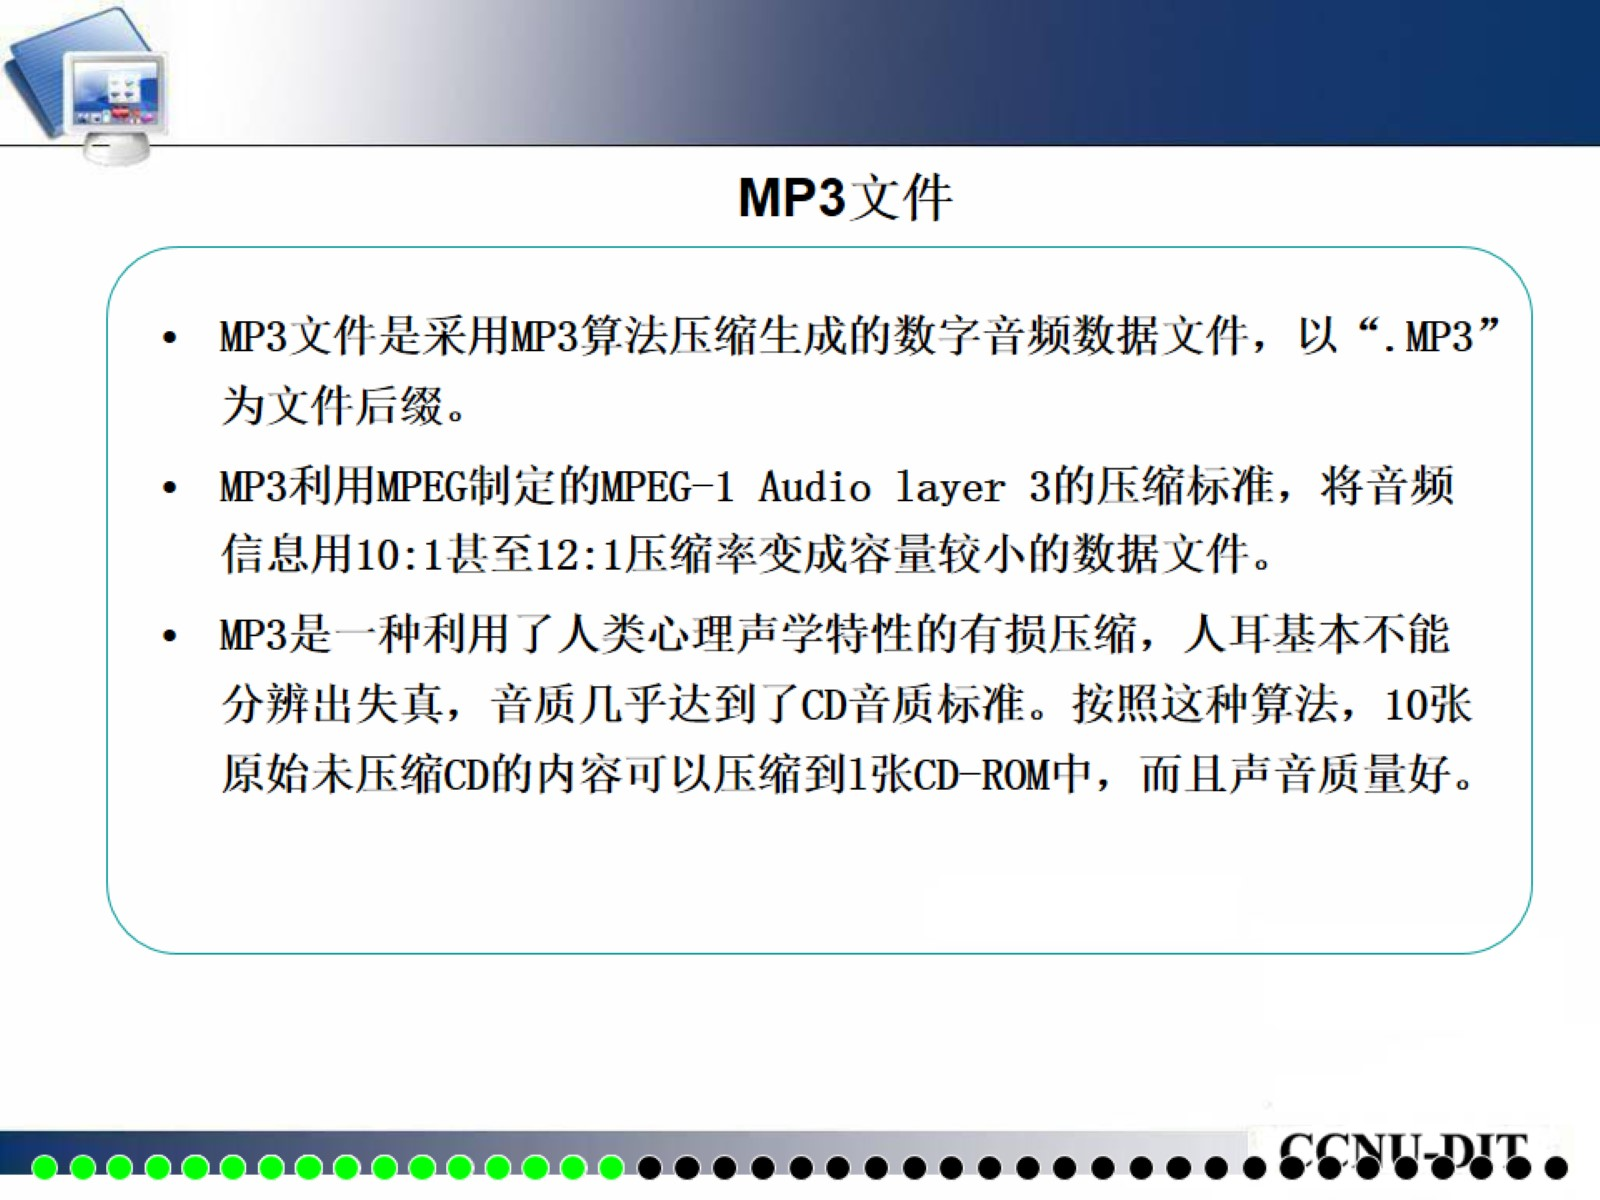 MP3文件
• MP3文件是采用MP3算法压缩生成的数字音频数据文件，以“.MP3”
为文件后缀。
• MP3利用MPEG制定的MPEG-1 Audio layer 3的压缩标准，将音频
信息用10:1甚至12:1压缩率变成容量较小的数据文件。
• MP3是一种利用了人类心理声学特性的有损压缩，人耳基本不能
分辨出失真，音质几乎达到了CD音质标准。按照这种算法，10张
原始未压缩CD的内容可以压缩到1张CD-ROM中，而且声音质量好。
CCNU-DIT